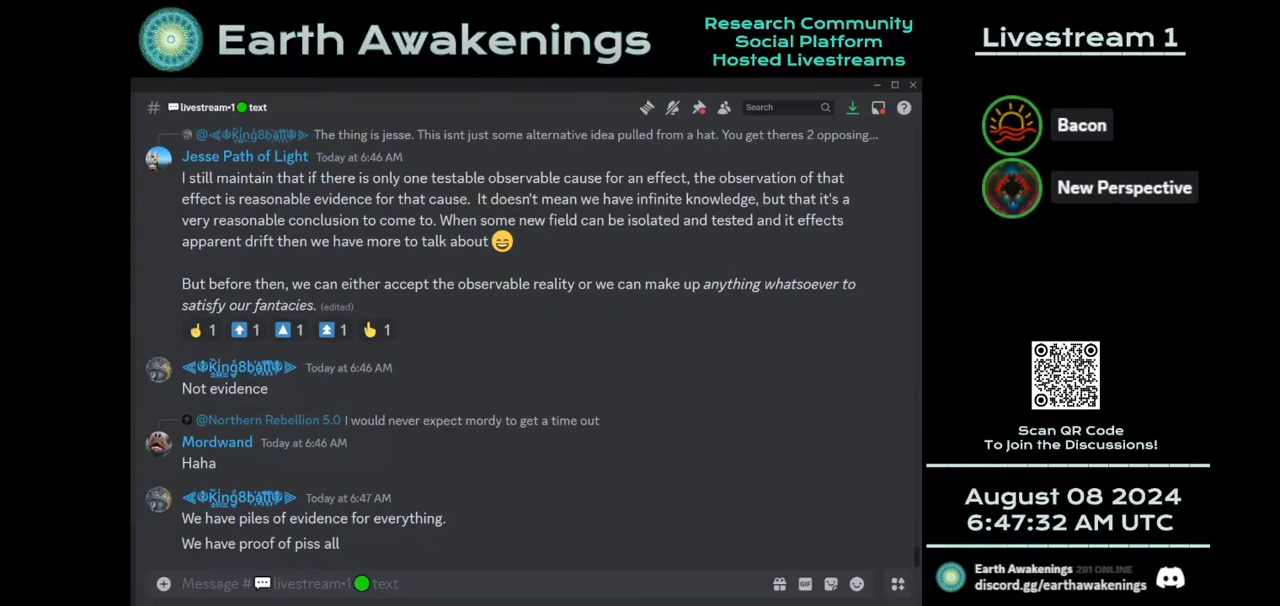 Earth Awakenings
Research Community
Social Platform
Hosted Livestreams
Livestream 1
# livestream•1 text
Search
The thing is jesse. This isnt just some alternative idea pulled from a hat. You get theres 2 opposing...
Jesse Path of Light Today at 6:46 AM
I still maintain that if there is only one testable observable cause for an effect, the observation of that
effect is reasonable evidence for that cause. It doesn't mean we have infinite knowledge, but that it's a
very reasonable conclusion to come to. When some new field can be isolated and tested and it effects
apparent drift then we have more to talk about 😄
But before then, we can either accept the observable reality or we can make up anything whatsoever to
satisfy our fantacies. (edited)
☝ 1 ⬆ 1 🔼 1 ⏫ 1 👆 1
King8ball Today at 6:46 AM
Not evidence
@Northern Rebellion 5.0 I would never expect mordy to get a time out
Mordwand Today at 6:46 AM
Haha
King8ball Today at 6:47 AM
We have piles of evidence for everything.
We have proof of piss all
Message # livestream•1 text
GIF
Bacon
New Perspective
Scan QR Code
To Join the Discussions!
August 08 2024
6:47:32 AM UTC
Earth Awakenings 281 ONLINE
discord.gg/earthawakenings